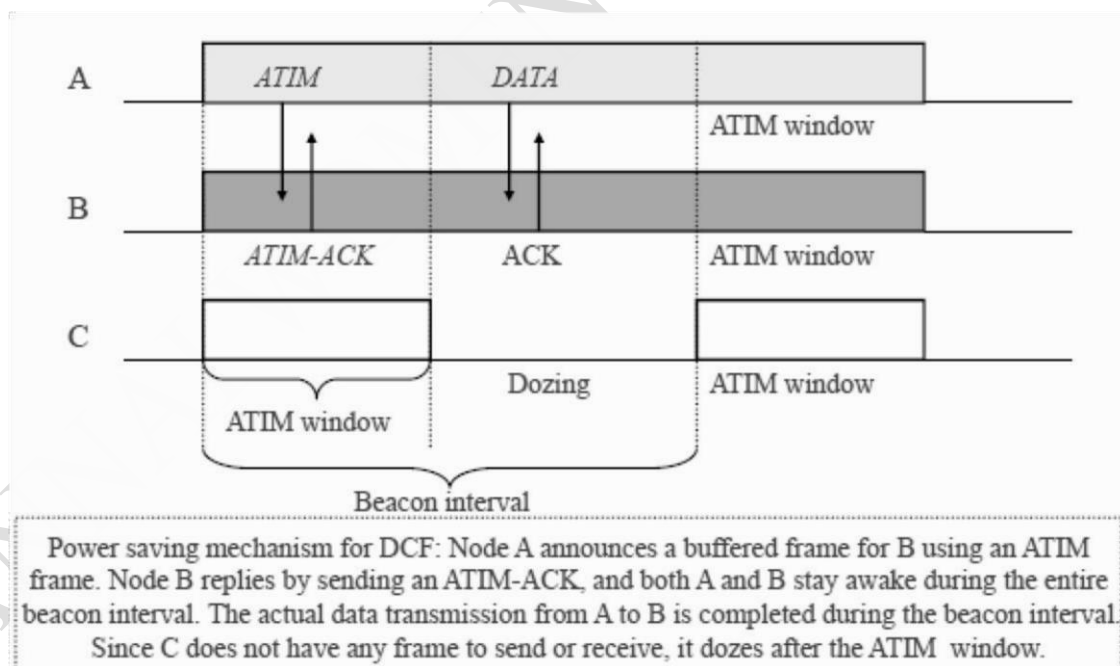 A
ATIM
DATA
ATIM window
B
ATIM-ACK
ACK
ATIM window
C
Dozing
ATIM window
ATIM window
Beacon interval
Power saving mechanism for DCF: Node A announces a buffered frame for B using an ATIM
frame. Node B replies by sending an ATIM-ACK, and both A and B stay awake during the entire
beacon interval. The actual data transmission from A to B is completed during the beacon interval.
Since C does not have any frame to send or receive, it dozes after the ATIM window.